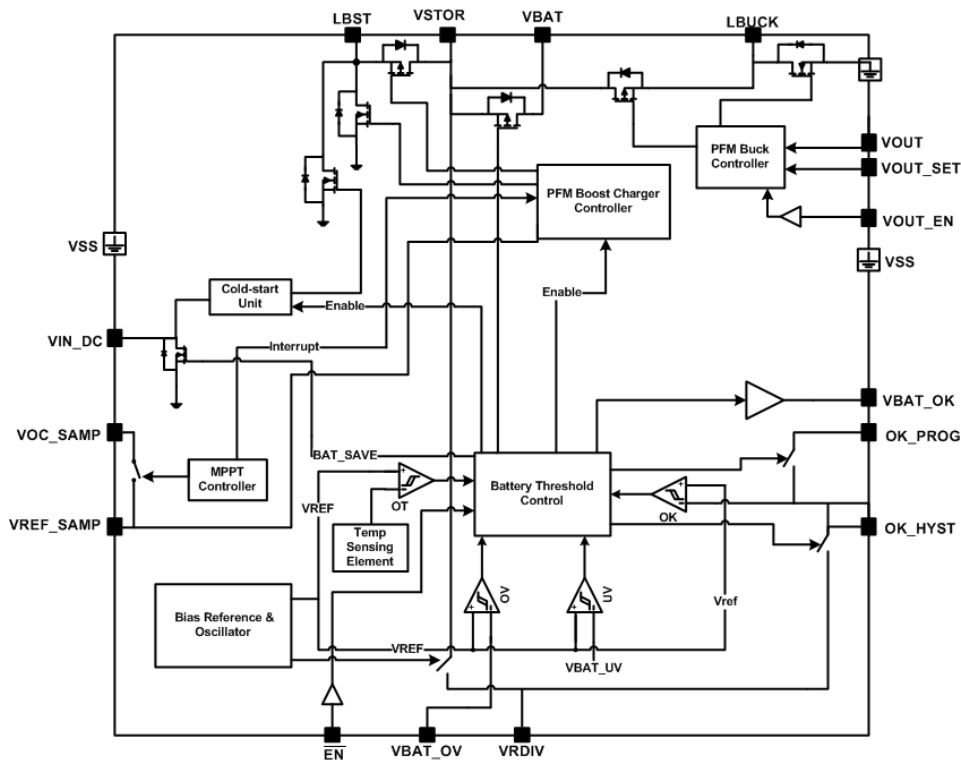 LBST
VSTOR
VBAT
LBUCK
PFM Buck
Controller
VOUT
VOUT_SET
VOUT_EN
PFM Boost Charger
Controller
VSS
VSS
Cold-start
Unit
Enable
Enable
VIN_DC
Interrupt
VBAT_OK
VOC_SAMP
OK_PROG
BAT_SAVE
MPPT
Controller
VREF
+
-
OT
Battery Threshold
Control
+
-
OK
VREF_SAMP
OK_HYST
Temp
Sensing
Element
Bias Reference &
Oscillator
+
-
OV
+
-
UV
Vref
VREF
VBAT_UV
EN
VBAT_OV
VRDIV